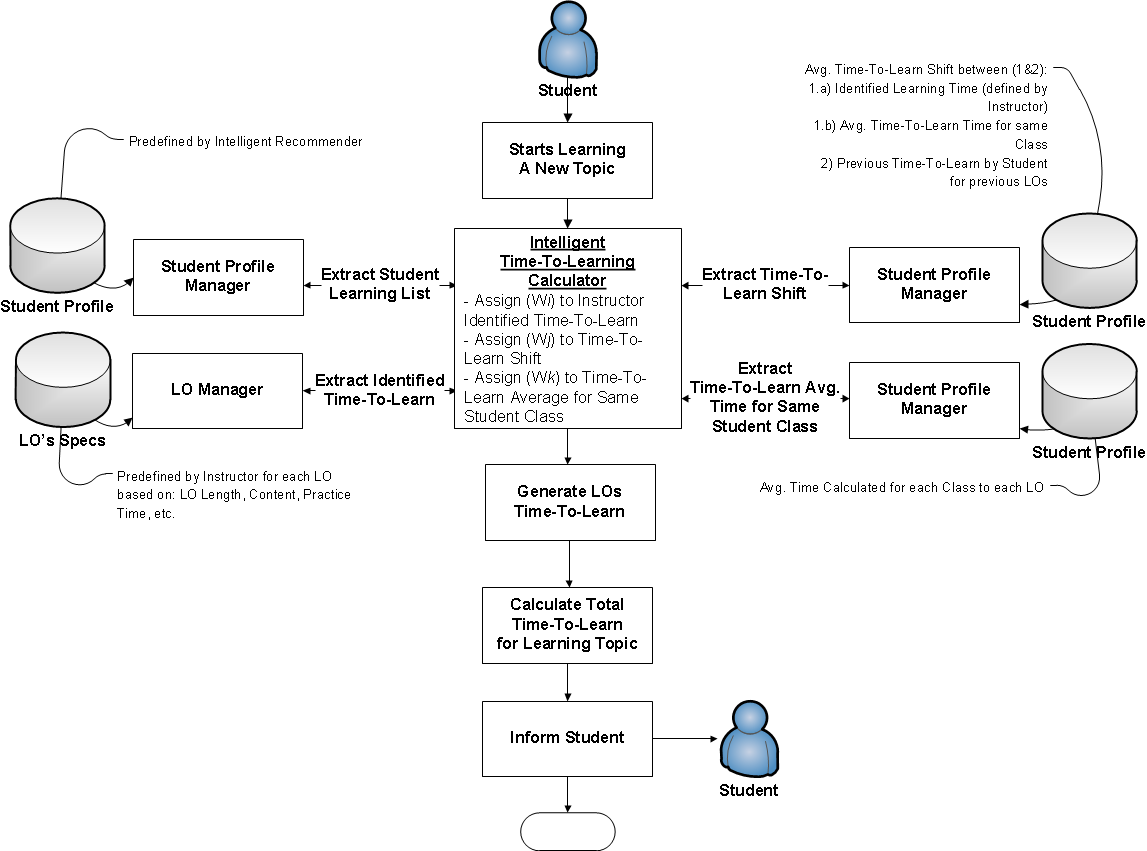 Student
Avg. Time-To-Learn Shift between (1&2):
1.a) Identified Learning Time (defined by
Instructor)
1.b) Avg. Time-To-Learn Time for same
Class
2) Previous Time-To-Learn by Student
for previous LOs
Predefined by Intelligent Recommender
Starts Learning
A New Topic
Student Profile
Student Profile
Manager
Extract Student
Learning List
Intelligent
Time-To-Learning
Calculator
- Assign (Wi) to Instructor
Identified Time-To-Learn
- Assign (Wj) to Time-To-
Learn Shift
- Assign (Wk) to Time-To-
Learn Average for Same
Student Class
Extract Time-To-
Learn Shift
Student Profile
Manager
Student Profile
LO's Specs
LO Manager
Extract Identified
Time-To-Learn
Extract
Time-To-Learn Avg.
Time for Same
Student Class
Student Profile
Manager
Student Profile
Predefined by Instructor for each LO
based on: LO Length, Content, Practice
Time, etc.
Avg. Time Calculated for each Class to each LO
Generate LOs
Time-To-Learn
Calculate Total
Time-To-Learn
for Learning Topic
Inform Student
Student